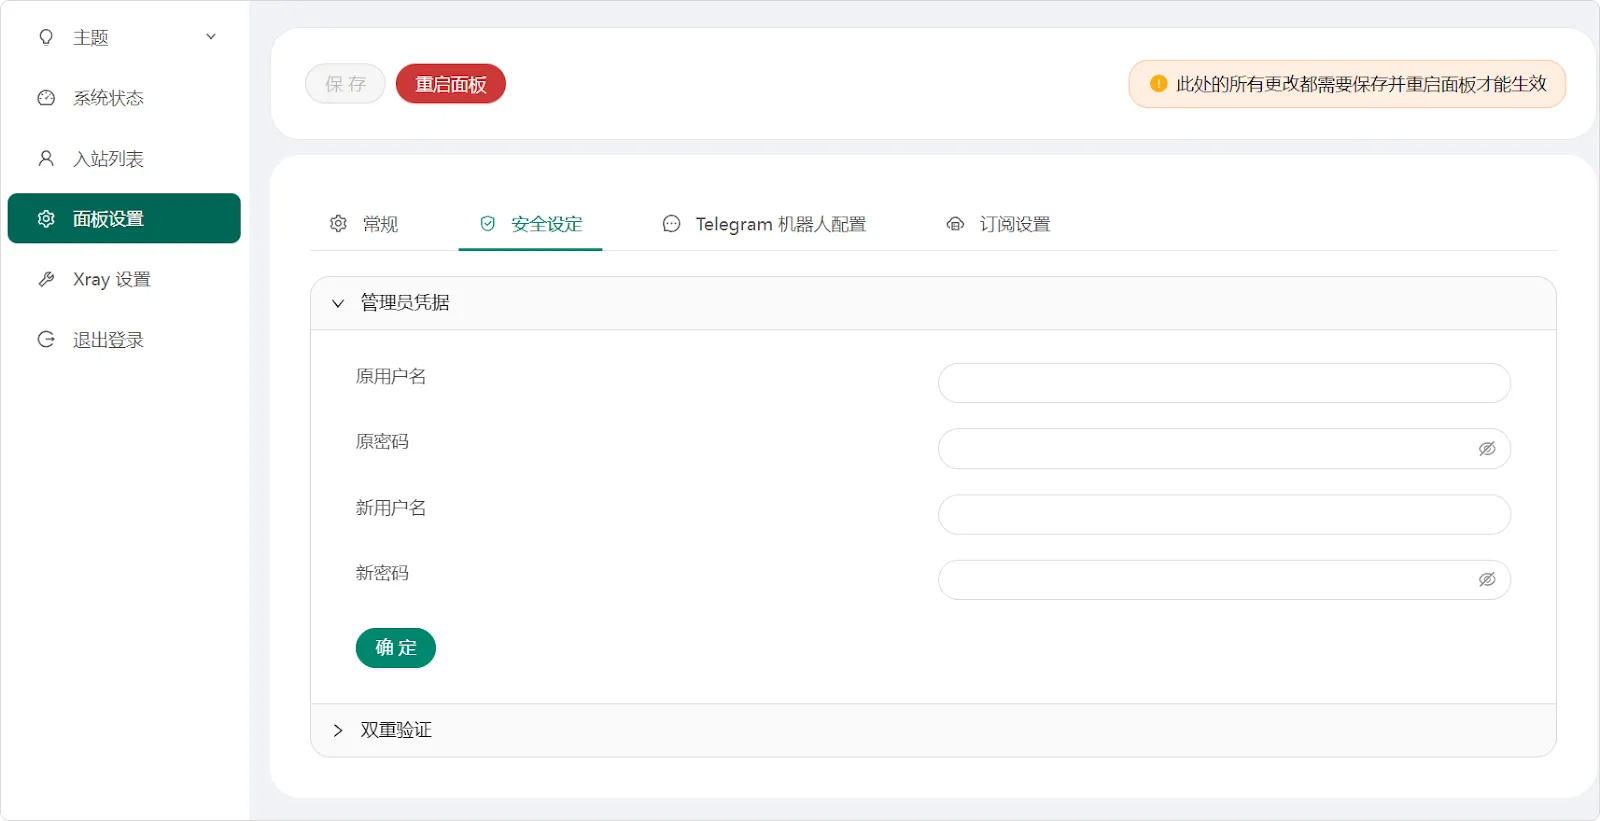 主题
系统状态
入站列表
面板设置
Xray 设置
退出登录
保 存
重启面板
此处的所有更改都需要保存并重启面板才能生效
常规
安全设定
Telegram 机器人配置
订阅设置
管理员凭据
原用户名
原密码
新用户名
新密码
确 定
双重验证